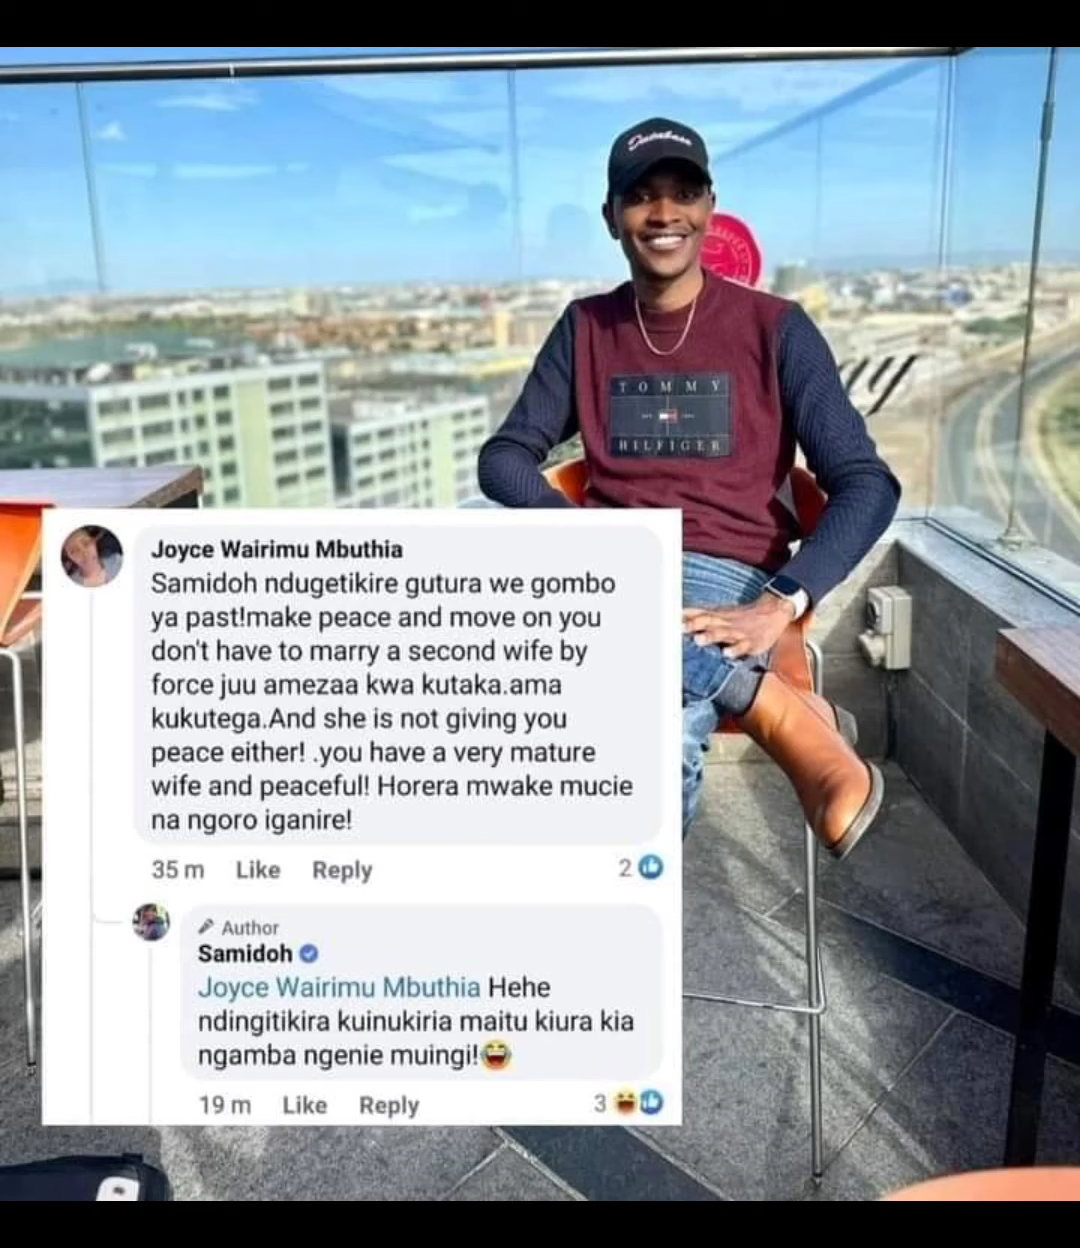 TOMMY
HILFIGER
Joyce Wairimu Mbuthia
Samidoh ndugetikire gutura we gombo
ya past!make peace and move on you
don't have to marry a second wife by
force juu amezaa kwa kutaka.ama
kukutega.And she is not giving you
peace either! .you have a very mature
wife and peaceful! Horera mwake mucie
na ngoro iganire!
35 m Like Reply 2
Author
Samidoh
Joyce Wairimu Mbuthia Hehe
ndingitikira kuinukiria maitu kiura kia
ngamba ngenie muingi!😆
19 m Like Reply 3